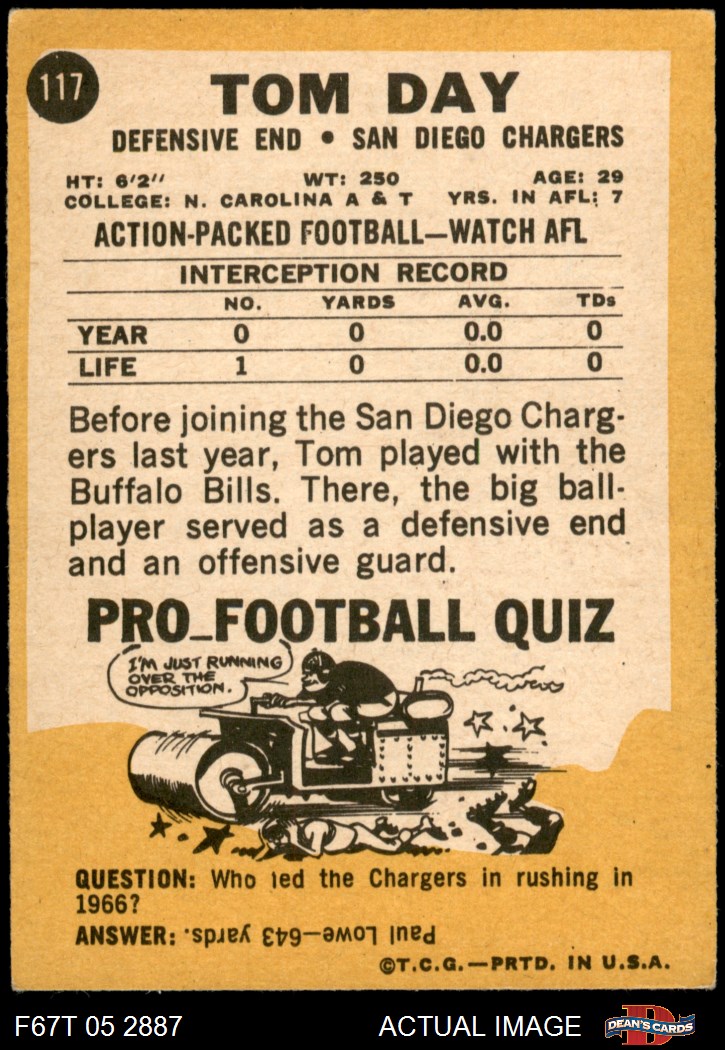 117
TOM DAY
DEFENSIVE END • SAN DIEGO CHARGERS
HT: 6'2" WT: 250 AGE: 29
COLLEGE: N. CAROLINA A & T YRS. IN AFL: 7
ACTION-PACKED FOOTBALL—WATCH AFL
INTERCEPTION RECORD
NO. YARDS AVG. TDs
YEAR 0 0 0.0 0
LIFE 1 0 0.0 0
Before joining the San Diego Charg-
ers last year, Tom played with the
Buffalo Bills. There, the big ball-
player served as a defensive end
and an offensive guard.
PRO-FOOTBALL QUIZ
I'M JUST RUNNING
OVER THE
OPPOSITION.
QUESTION: Who led the Chargers in rushing in
1966?
ANSWER: Paul Lowe—643 yards.
©T.C.G.—PRTD. IN U.S.A.
F67T 05 2887 ACTUAL IMAGE
D
DEAN'S CARDS